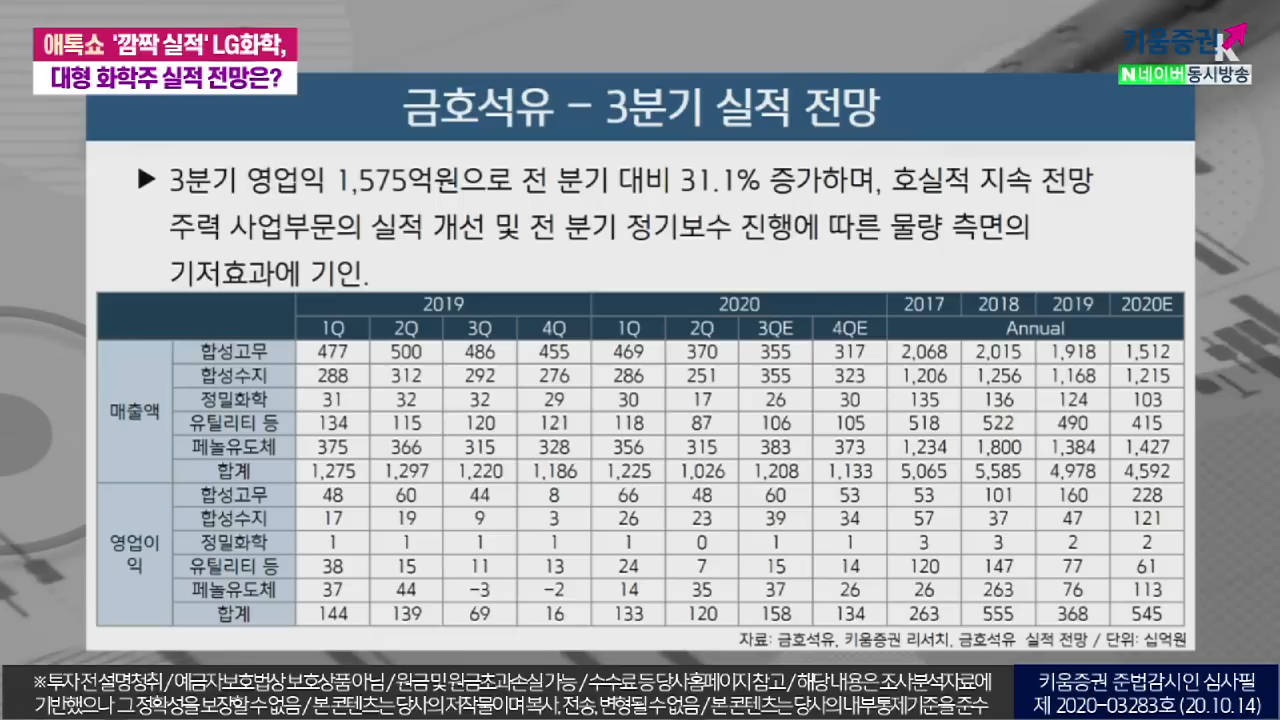 애톡쇼 '깜짝 실적' LG화학,
대형 화학주 실적 전망은?
키움증권K
N네이버 동시방송
금호석유 – 3분기 실적 전망
▶ 3분기 영업익 1,575억원으로 전 분기 대비 31.1% 증가하며, 호실적 지속 전망
주력 사업부문의 실적 개선 및 전 분기 정기보수 진행에 따른 물량 측면의
기저효과에 기인.
2019 2020 2017 2018 2019 2020E
1Q 2Q 3Q 4Q 1Q 2Q 3QE 4QE Annual
매출액
합성고무 477 500 486 455 469 370 355 317 2,068 2,015 1,918 1,512
합성수지 288 312 292 276 286 251 355 323 1,206 1,256 1,168 1,215
정밀화학 31 32 32 29 30 17 26 30 135 136 124 103
유틸리티 등 134 115 120 121 118 87 106 105 518 522 490 415
페놀유도체 375 366 315 328 356 315 383 373 1,234 1,800 1,384 1,427
합계 1,275 1,297 1,220 1,186 1,225 1,026 1,208 1,133 5,065 5,585 4,978 4,592
영업이
익
합성고무 48 60 44 8 66 48 60 53 53 101 160 228
합성수지 17 19 9 3 26 23 39 34 57 37 47 121
정밀화학 1 1 1 1 1 0 1 1 3 3 2 2
유틸리티 등 38 15 11 13 24 7 15 14 120 147 77 61
페놀유도체 37 44 −3 −2 14 35 37 26 26 263 76 113
합계 144 139 69 16 133 120 158 134 263 555 368 545
자료: 금호석유, 키움증권 리서치, 금호석유 실적 전망 / 단위: 십억원
※ 투자 전 설명청취 / 예금자보호법상 보호상품 아님 / 원금 및 원금초과손실 가능 / 수수료 등 당사홈페이지 참고 / 해당 내용은 조사분석자료에
기반했으나 그 정확성을 보장할 수 없음 / 본 콘텐츠는 당사의 저작물이며 복사, 전송, 변형될 수 없음 / 본 콘텐츠는 당사의 내부통제기준을 준수
키움증권 준법감시인 심사필
제 2020-03283호 (20.10.14)